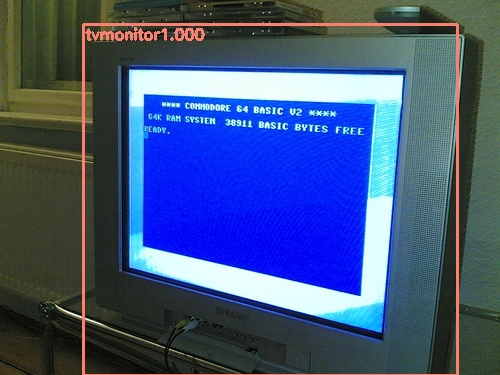 tvmonitor1.000
**** COMMODORE 64 BASIC V2 ****
64K RAM SYSTEM 38911 BASIC BYTES FREE
READY.